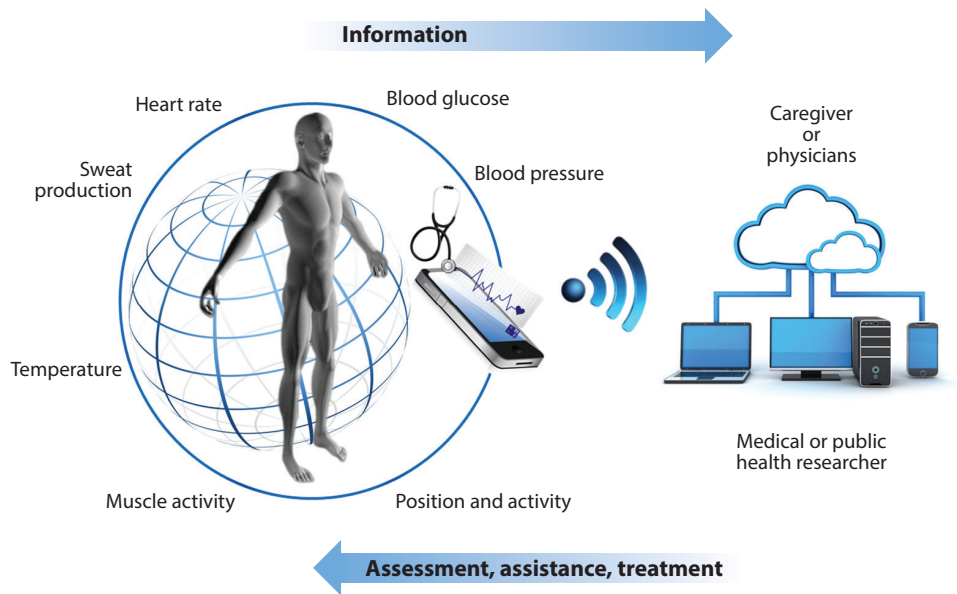 Information
Heart rate
Blood glucose
Sweat
production
Blood pressure
Caregiver
or
physicians
Temperature
Muscle activity
Position and activity
Medical or public
health researcher
Assessment, assistance, treatment